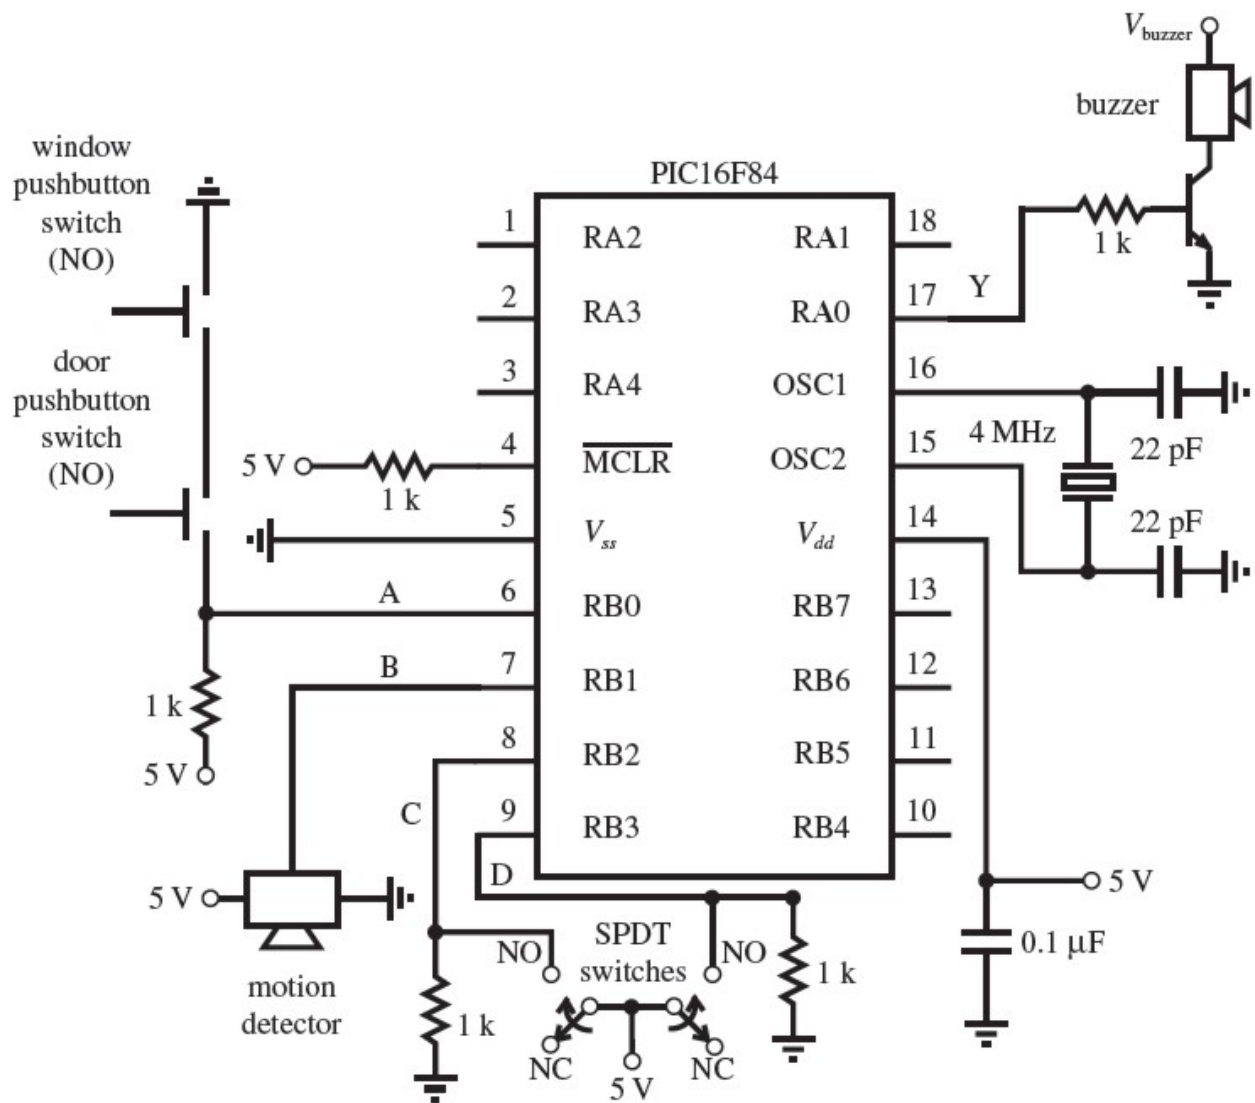 V_buzzer
buzzer
window
pushbutton
switch
(NO)
door
pushbutton
switch
(NO)
PIC16F84
1
RA2
RA1
18
2
RA3
RA0
17
Y
1 k
3
RA4
OSC1
16
22 pF
5 V
1 k
4
MCLR
OSC2
15
4 MHz
22 pF
5
Vss
Vdd
14
A
6
RB0
RB7
13
B
7
RB1
RB6
12
1 k
5 V
8
RB2
RB5
11
C
9
RB3
RB4
10
D
5 V
motion
detector
1 k
NO
SPDT
switches
NO
1 k
NC
5 V
NC
5 V
0.1 µF